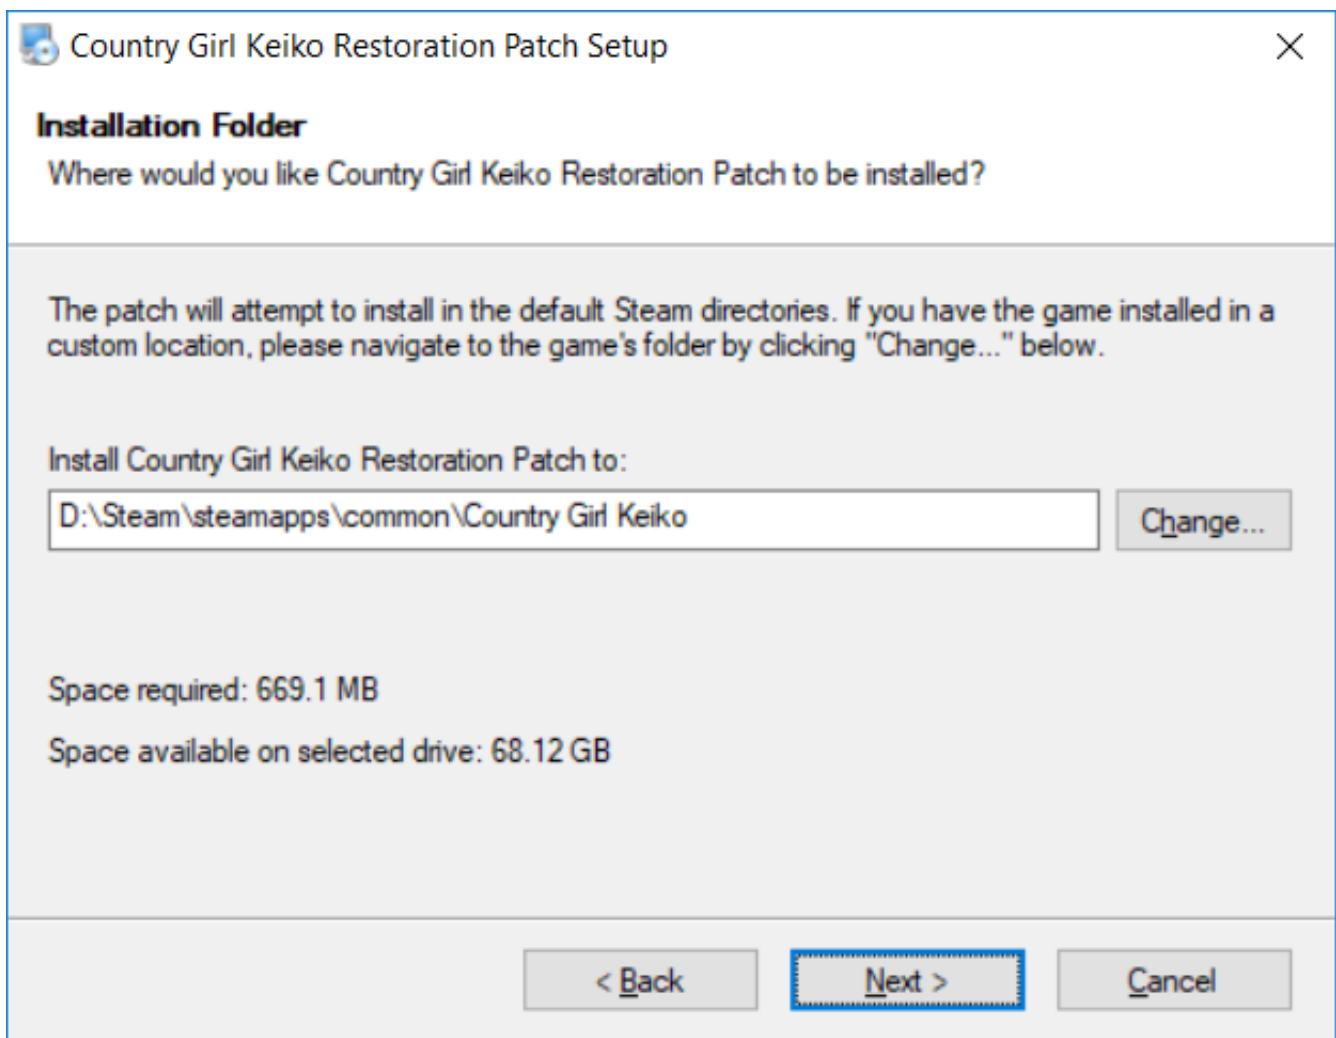 Country Girl Keiko Restoration Patch Setup
Installation Folder
Where would you like Country Girl Keiko Restoration Patch to be installed?
The patch will attempt to install in the default Steam directories. If you have the game installed in a
custom location, please navigate to the game's folder by clicking "Change..." below.
Install Country Girl Keiko Restoration Patch to:
D:\Steam\steamapps\common\Country Girl Keiko
Change...
Space required: 669.1 MB
Space available on selected drive: 68.12 GB
< Back
Next >
Cancel